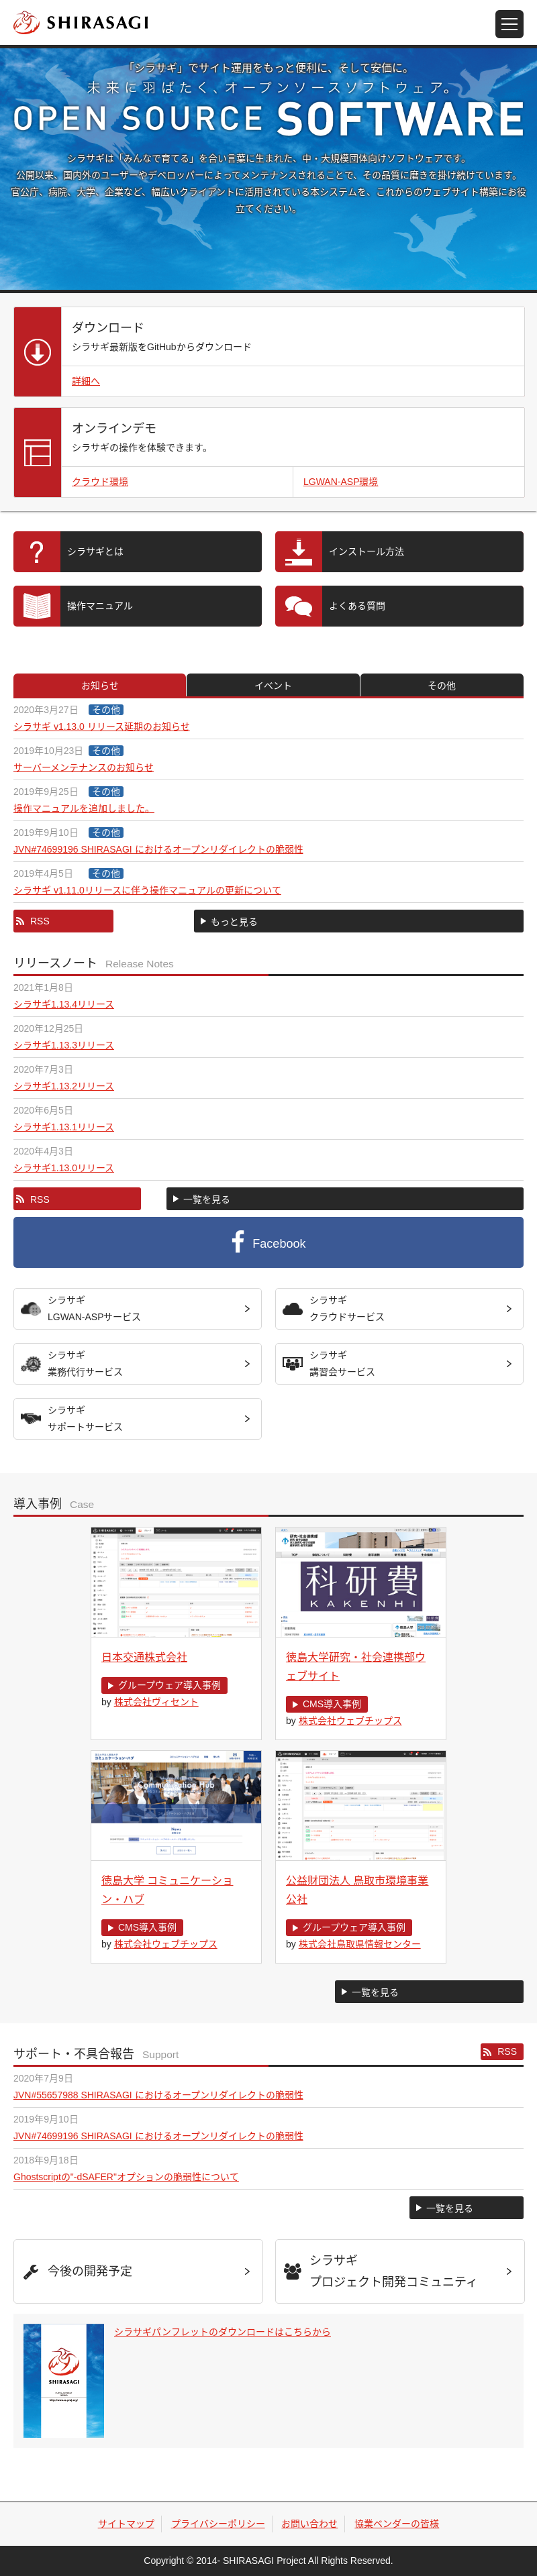 SHIRASAGI
「シラサギ」でサイト運用をもっと便利に、そして安価に。
未来に羽ばたく、オープンソースソフトウェア。
OPEN SOURCE SOFTWARE
シラサギは「みんなで育てる」を合い言葉に生まれた、中・大規模団体向けソフトウェアです。
公開以来、国内外のユーザーやデベロッパーによってメンテナンスされることで、その品質に磨きを掛け続けています。
官公庁、病院、大学、企業など、幅広いクライアントに活用されている本システムを、これからのウェブサイト構築にお役
立てください。
ダウンロード
シラサギ最新版をGitHubからダウンロード
詳細へ
オンラインデモ
シラサギの操作を体験できます。
クラウド環境
LGWAN-ASP環境
シラサギとは
インストール方法
操作マニュアル
よくある質問
お知らせ
イベント
その他
2020年3月27日 その他
シラサギ v1.13.0 リリース延期のお知らせ
2019年10月23日 その他
サーバーメンテナンスのお知らせ
2019年9月25日 その他
操作マニュアルを追加しました。
2019年9月10日 その他
JVN#74699196 SHIRASAGI におけるオープンリダイレクトの脆弱性
2019年4月5日 その他
シラサギ v1.11.0リリースに伴う操作マニュアルの更新について
RSS
もっと見る
リリースノート Release Notes
2021年1月8日
シラサギ1.13.4リリース
2020年12月25日
シラサギ1.13.3リリース
2020年7月3日
シラサギ1.13.2リリース
2020年6月5日
シラサギ1.13.1リリース
2020年4月3日
シラサギ1.13.0リリース
RSS
一覧を見る
Facebook
シラサギ
LGWAN-ASPサービス
シラサギ
クラウドサービス
シラサギ
業務代行サービス
シラサギ
講習会サービス
シラサギ
サポートサービス
導入事例 Case
科研費
KAKENHI
日本交通株式会社
グループウェア導入事例
by 株式会社ヴィセント
徳島大学研究・社会連携部ウ
ェブサイト
CMS導入事例
by 株式会社ウェブチップス
Communication Hub
News
徳島大学 コミュニケーショ
ン・ハブ
CMS導入事例
by 株式会社ウェブチップス
公益財団法人 鳥取市環境事業
公社
グループウェア導入事例
by 株式会社鳥取県情報センター
一覧を見る
サポート・不具合報告 Support
RSS
2020年7月9日
JVN#55657988 SHIRASAGI におけるオープンリダイレクトの脆弱性
2019年9月10日
JVN#74699196 SHIRASAGI におけるオープンリダイレクトの脆弱性
2018年9月18日
Ghostscriptの"-dSAFER"オプションの脆弱性について
一覧を見る
今後の開発予定
シラサギ
プロジェクト開発コミュニティ
SHIRASAGI
シラサギパンフレットのダウンロードはこちらから
サイトマップ
プライバシーポリシー
お問い合わせ
協業ベンダーの皆様
Copyright © 2014- SHIRASAGI Project All Rights Reserved.